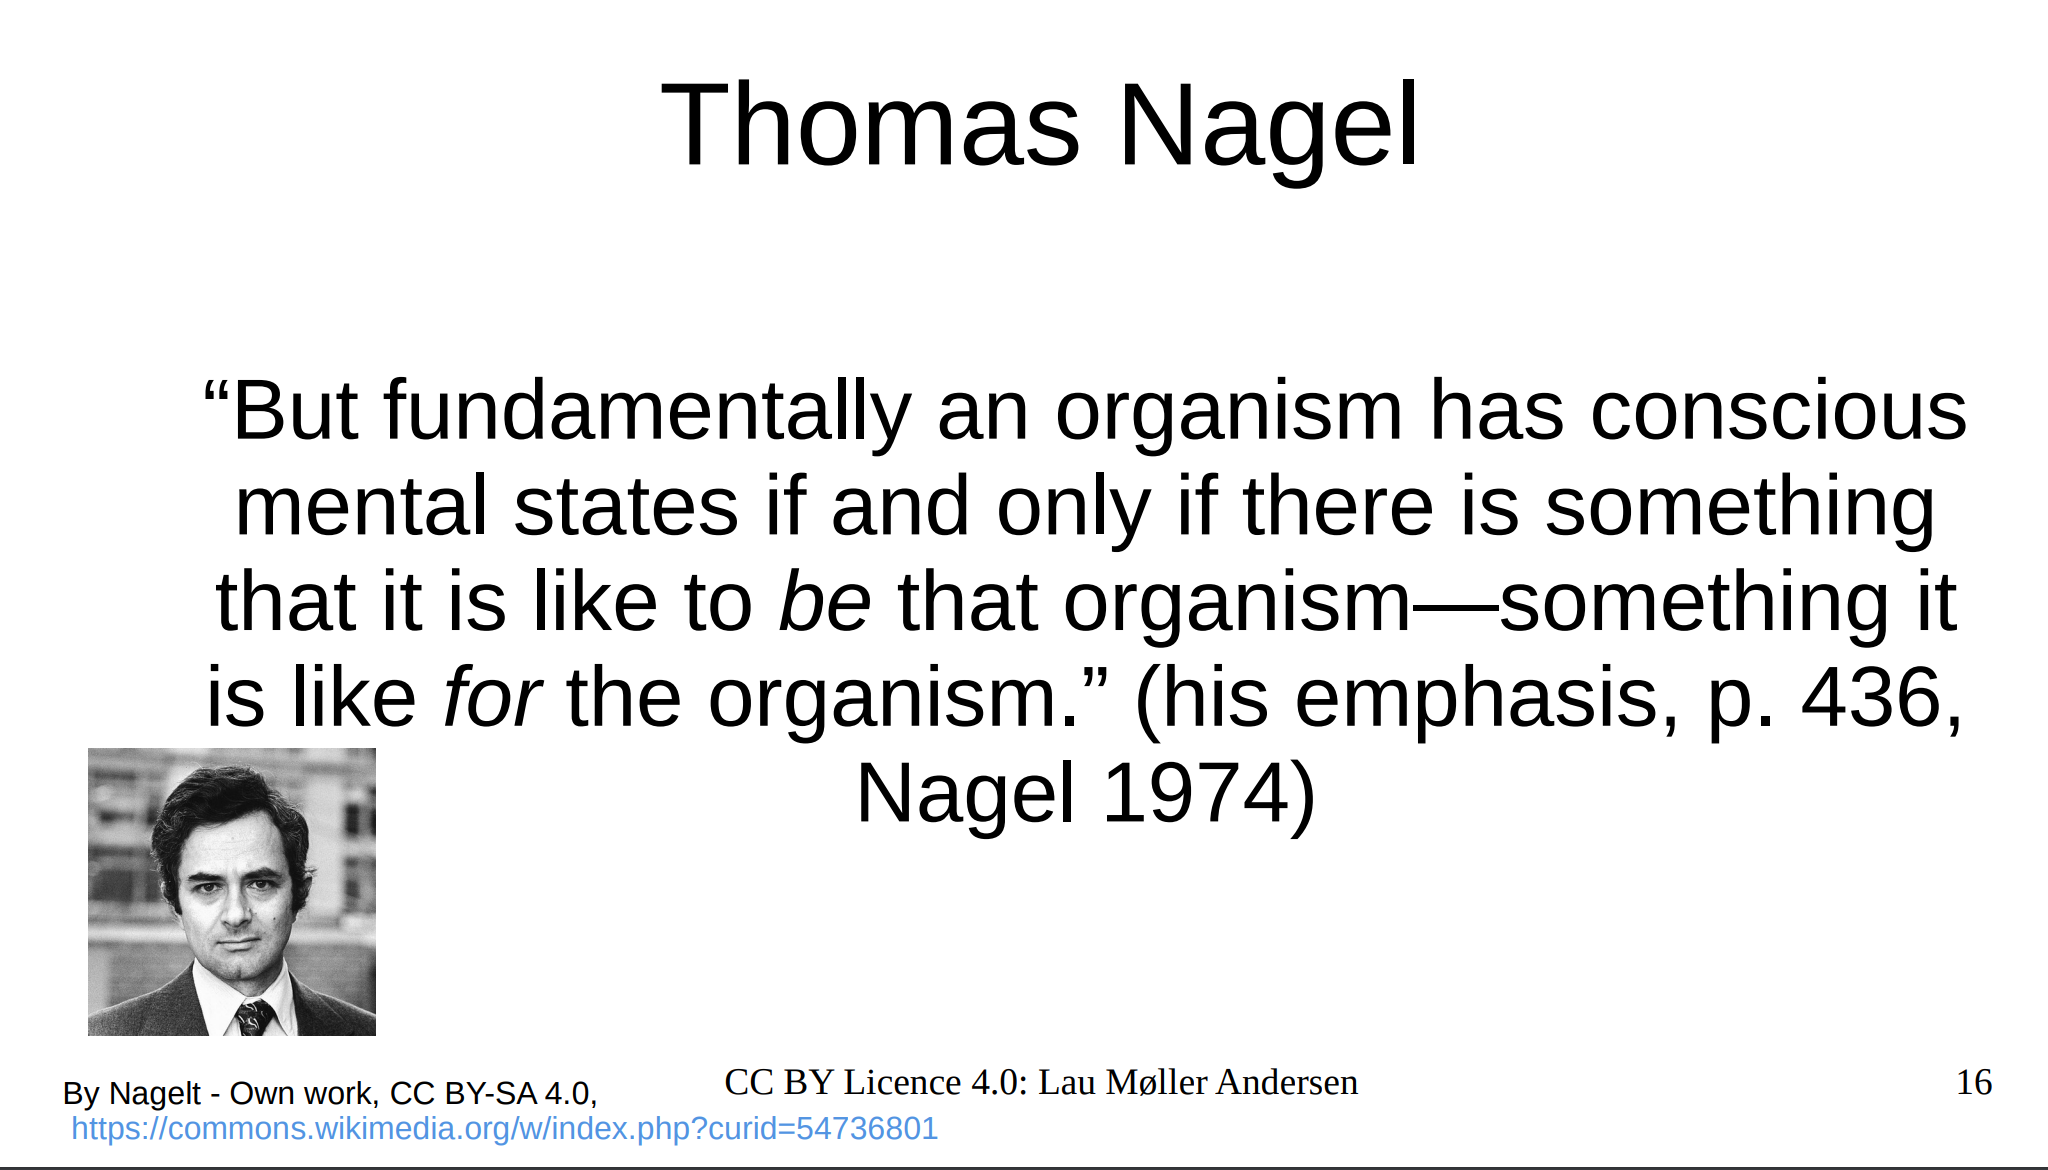 Thomas Nagel
“But fundamentally an organism has conscious
mental states if and only if there is something
that it is like to be that organism—something it
is like for the organism.” (his emphasis, p. 436,
Nagel 1974)
By Nagelt - Own work, CC BY-SA 4.0,
https://commons.wikimedia.org/w/index.php?curid=54736801
CC BY Licence 4.0: Lau Møller Andersen
16